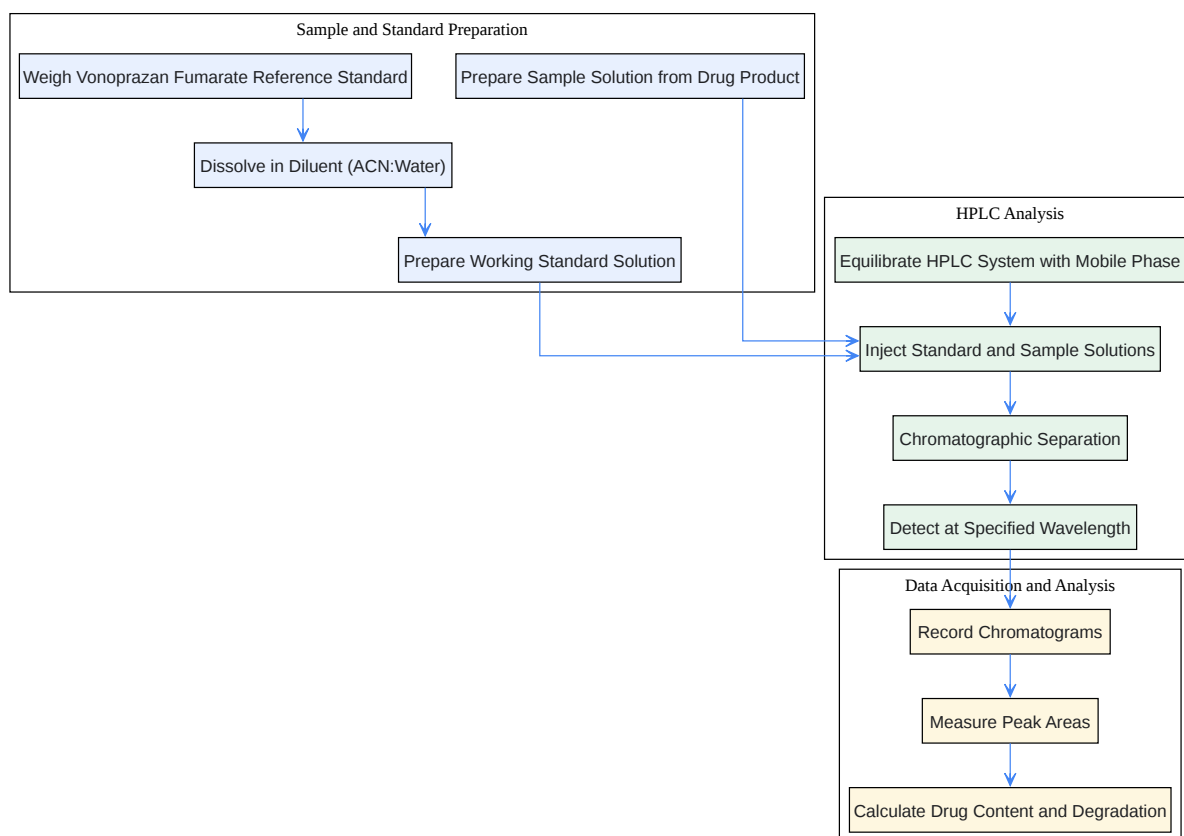 Sample and Standard Preparation
Weigh Vonoprazan Fumarate Reference Standard
Prepare Sample Solution from Drug Product
Dissolve in Diluent (ACN:Water)
Prepare Working Standard Solution
HPLC Analysis
Equilibrate HPLC System with Mobile Phase
Inject Standard and Sample Solutions
Chromatographic Separation
Detect at Specified Wavelength
Data Acquisition and Analysis
Record Chromatograms
Measure Peak Areas
Calculate Drug Content and Degradation